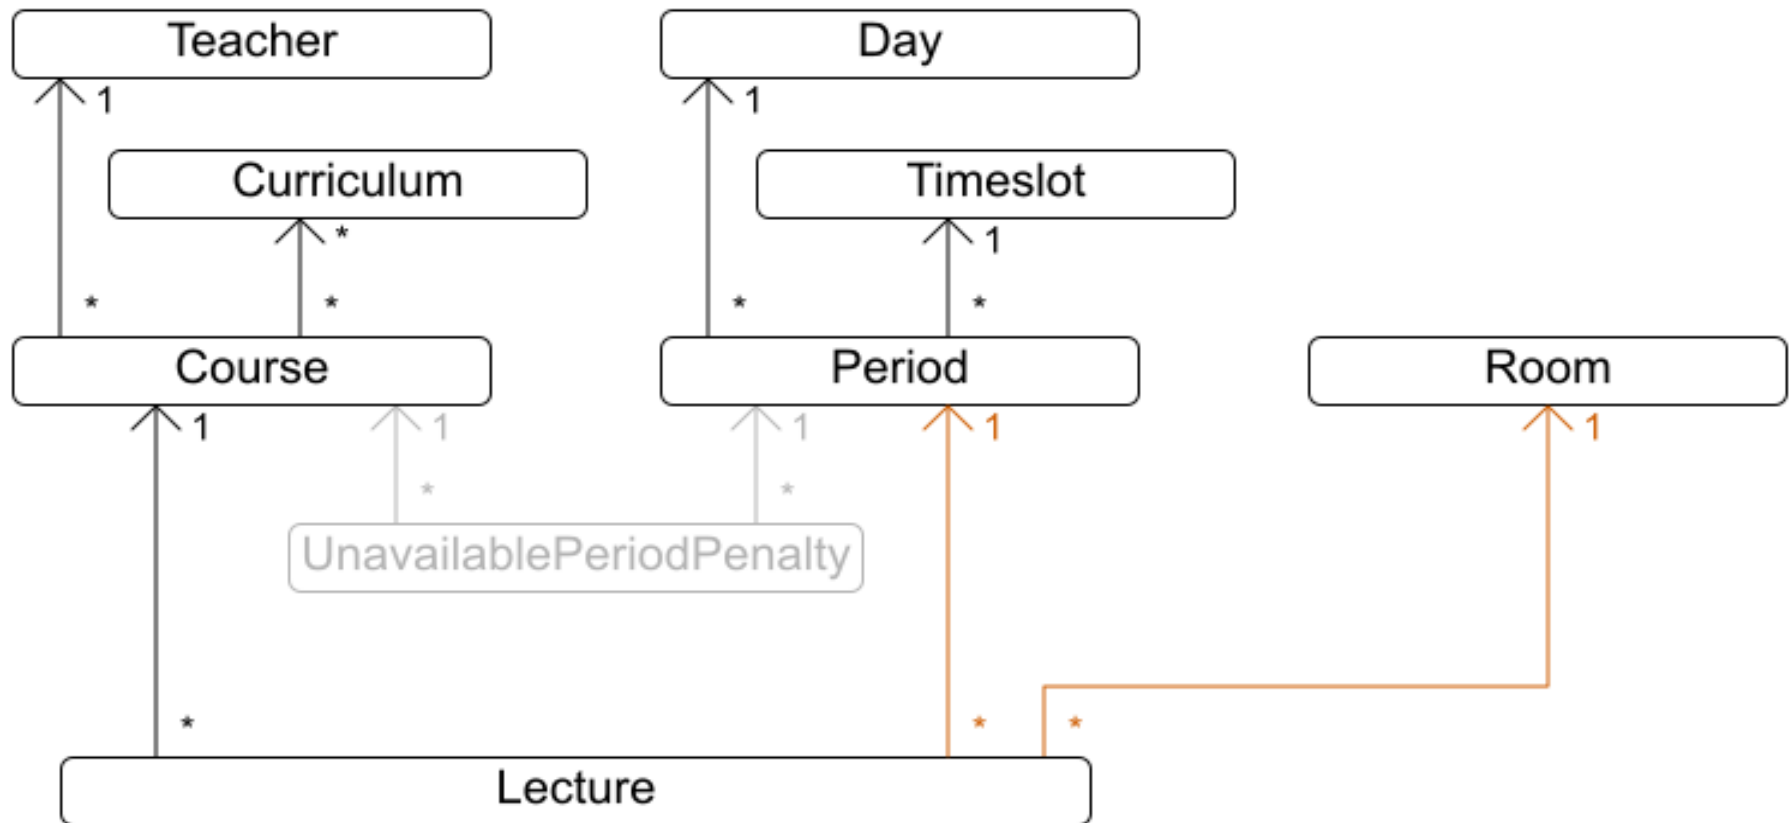 Teacher Day
1 1
Curriculum Timeslot
* 1
* * * *
Course Period Room
1 1 1 1 1
* *
UnavailablePeriodPenalty
* * *
Lecture